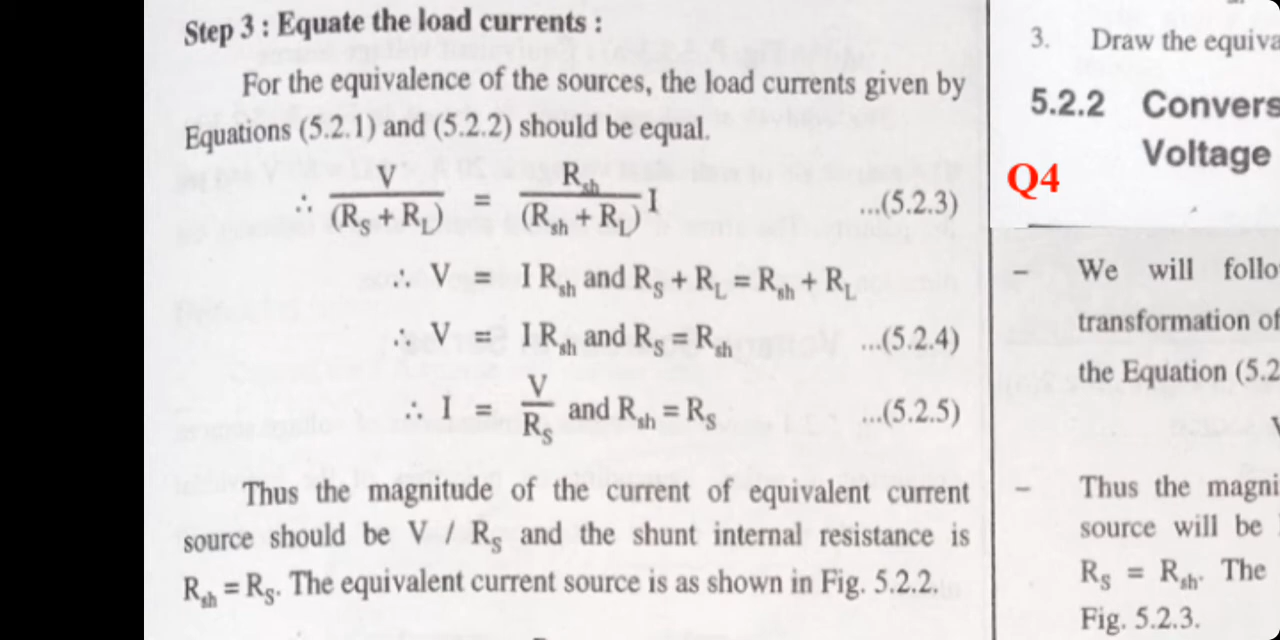 Step 3 : Equate the load currents :
For the equivalence of the sources, the load currents given by
Equations (5.2.1) and (5.2.2) should be equal.
∴ V / (R_S + R_L) = R_sh / (R_sh + R_L) I ...(5.2.3)
∴ V = I R_sh and R_S + R_L = R_sh + R_L
∴ V = I R_sh and R_S = R_sh ...(5.2.4)
∴ I = V / R_S and R_sh = R_S ...(5.2.5)
Thus the magnitude of the current of equivalent current
source should be V / R_S and the shunt internal resistance is
R_sh = R_S. The equivalent current source is as shown in Fig. 5.2.2.
3. Draw the equiva
5.2.2 Convers
Voltage
Q4
– We will follo
transformation of
the Equation (5.2
– Thus the magni
source will be
R_S = R_sh. The
Fig. 5.2.3.